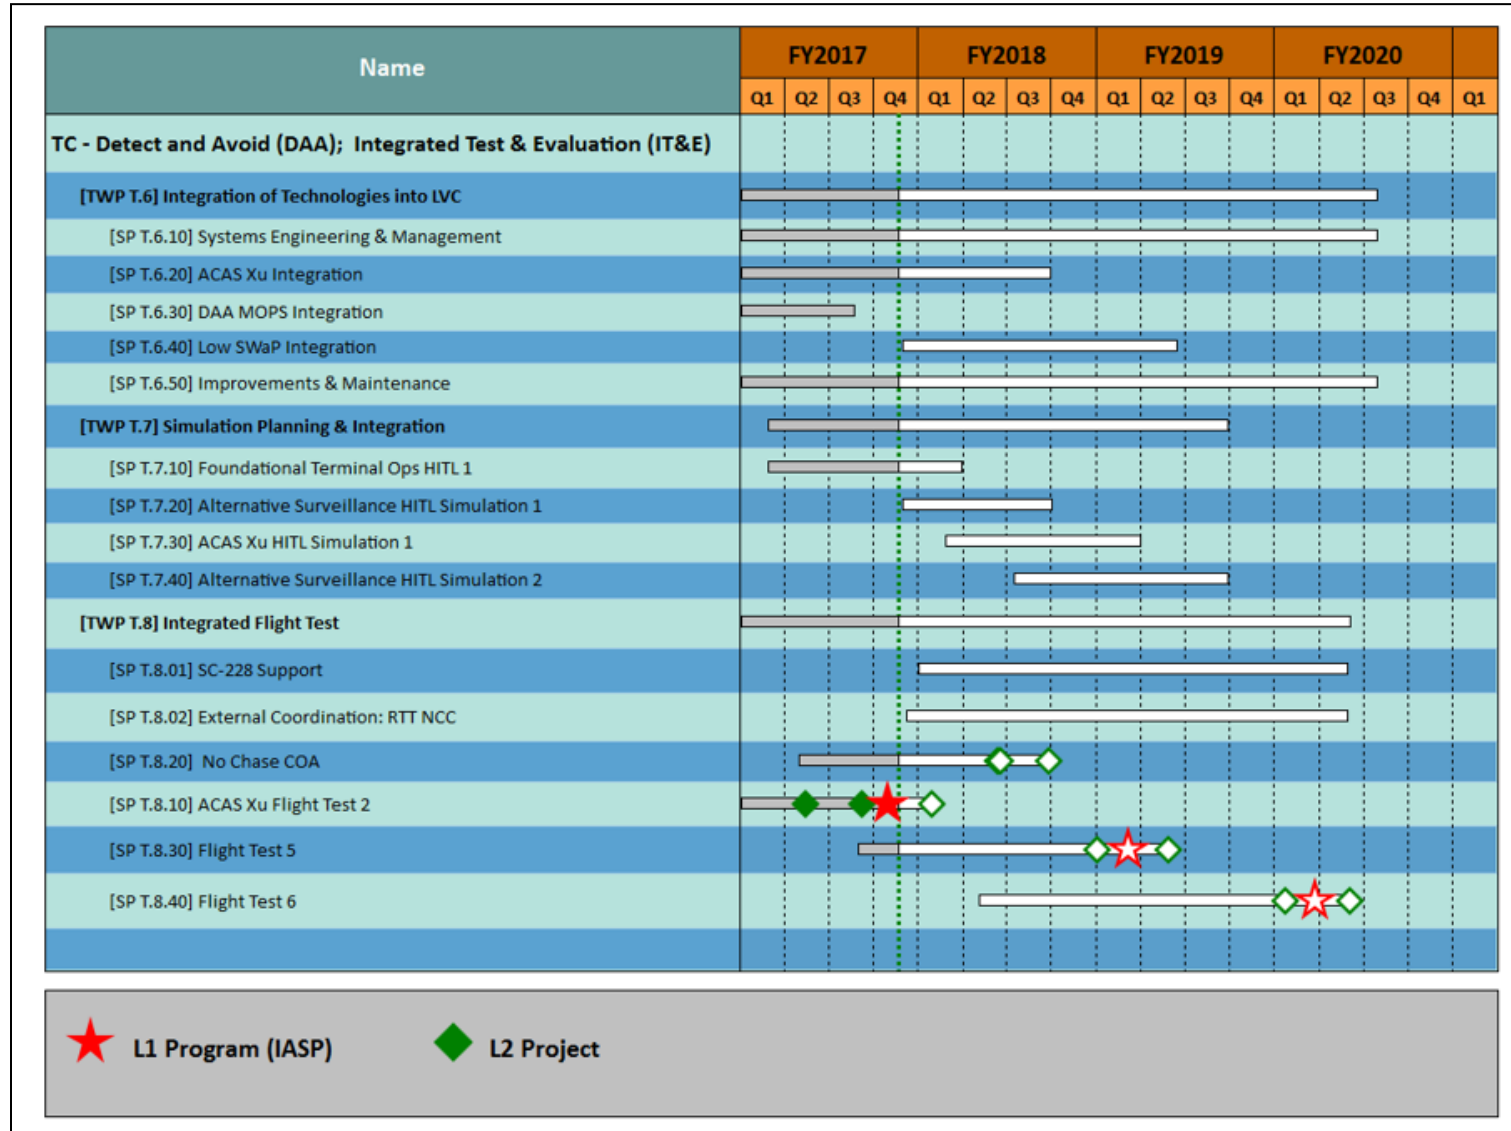 Name
FY2017 FY2018 FY2019 FY2020
Q1 Q2 Q3 Q4 Q1 Q2 Q3 Q4 Q1 Q2 Q3 Q4 Q1 Q2 Q3 Q4 Q1
TC - Detect and Avoid (DAA); Integrated Test & Evaluation (IT&E)
[TWP T.6] Integration of Technologies into LVC
[SP T.6.10] Systems Engineering & Management
[SP T.6.20] ACAS Xu Integration
[SP T.6.30] DAA MOPS Integration
[SP T.6.40] Low SWaP Integration
[SP T.6.50] Improvements & Maintenance
[TWP T.7] Simulation Planning & Integration
[SP T.7.10] Foundational Terminal Ops HITL 1
[SP T.7.20] Alternative Surveillance HITL Simulation 1
[SP T.7.30] ACAS Xu HITL Simulation 1
[SP T.7.40] Alternative Surveillance HITL Simulation 2
[TWP T.8] Integrated Flight Test
[SP T.8.01] SC-228 Support
[SP T.8.02] External Coordination: RTT NCC
[SP T.8.20] No Chase COA
[SP T.8.10] ACAS Xu Flight Test 2
[SP T.8.30] Flight Test 5
[SP T.8.40] Flight Test 6
L1 Program (IASP) L2 Project